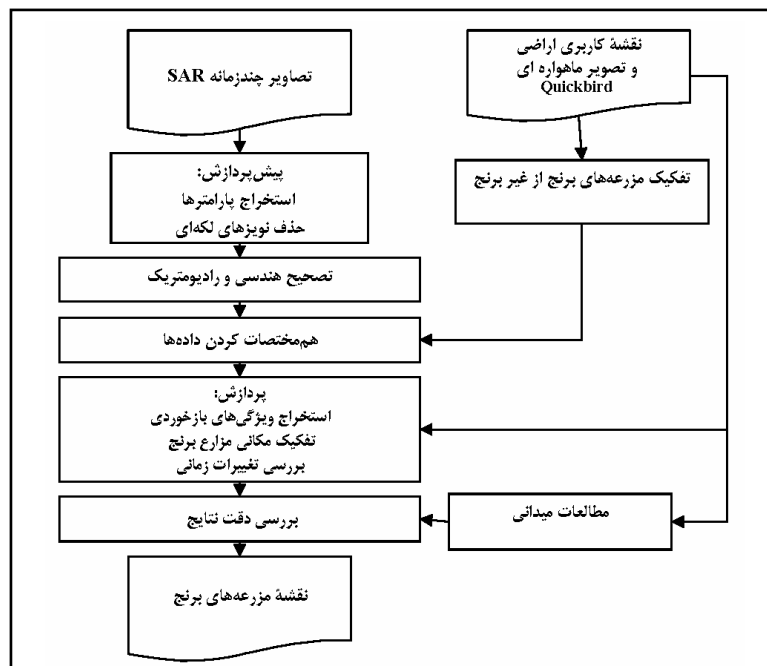 تصاویر چندزمانه SAR
نقشهٔ کاربری اراضی
و تصویر ماهواره ای
Quickbird
پیش‌پردازش:
استخراج پارامترها
حذف نویزهای لکه‌ای
تفکیک مزرعه‌های برنج از غیر برنج
تصحیح هندسی و رادیومتریک
هم‌مختصات کردن داده‌ها
پردازش:
استخراج ویژگی‌های بازخوردی
تفکیک مکانی مزارع برنج
بررسی تغییرات زمانی
بررسی دقت نتایج
مطالعات میدانی
نقشهٔ مزرعه‌های برنج